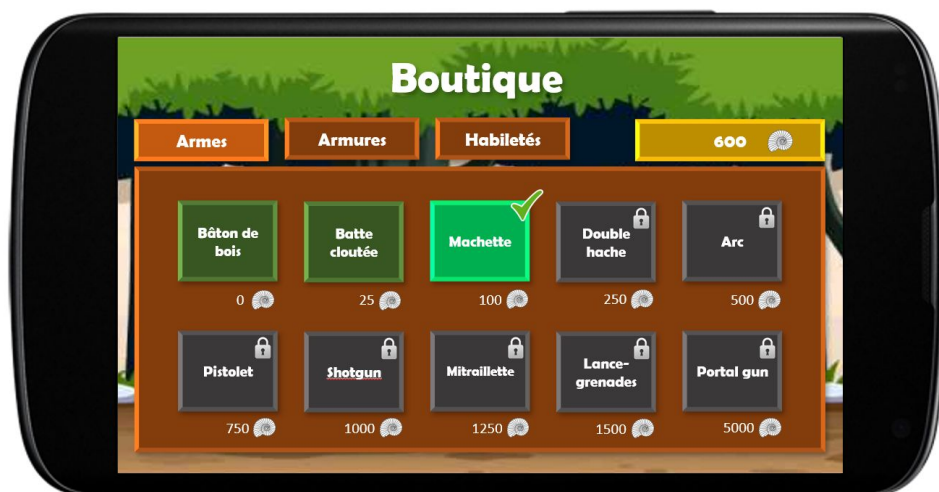 Boutique
Armes
Armures
Habiletés
600
Bâton de
bois
Batte
cloutée
Machette
Double
hache
Arc
0
25
100
250
500
Pistolet
Shotgun
Mitraillette
Lance-
grenades
Portal gun
750
1000
1250
1500
5000